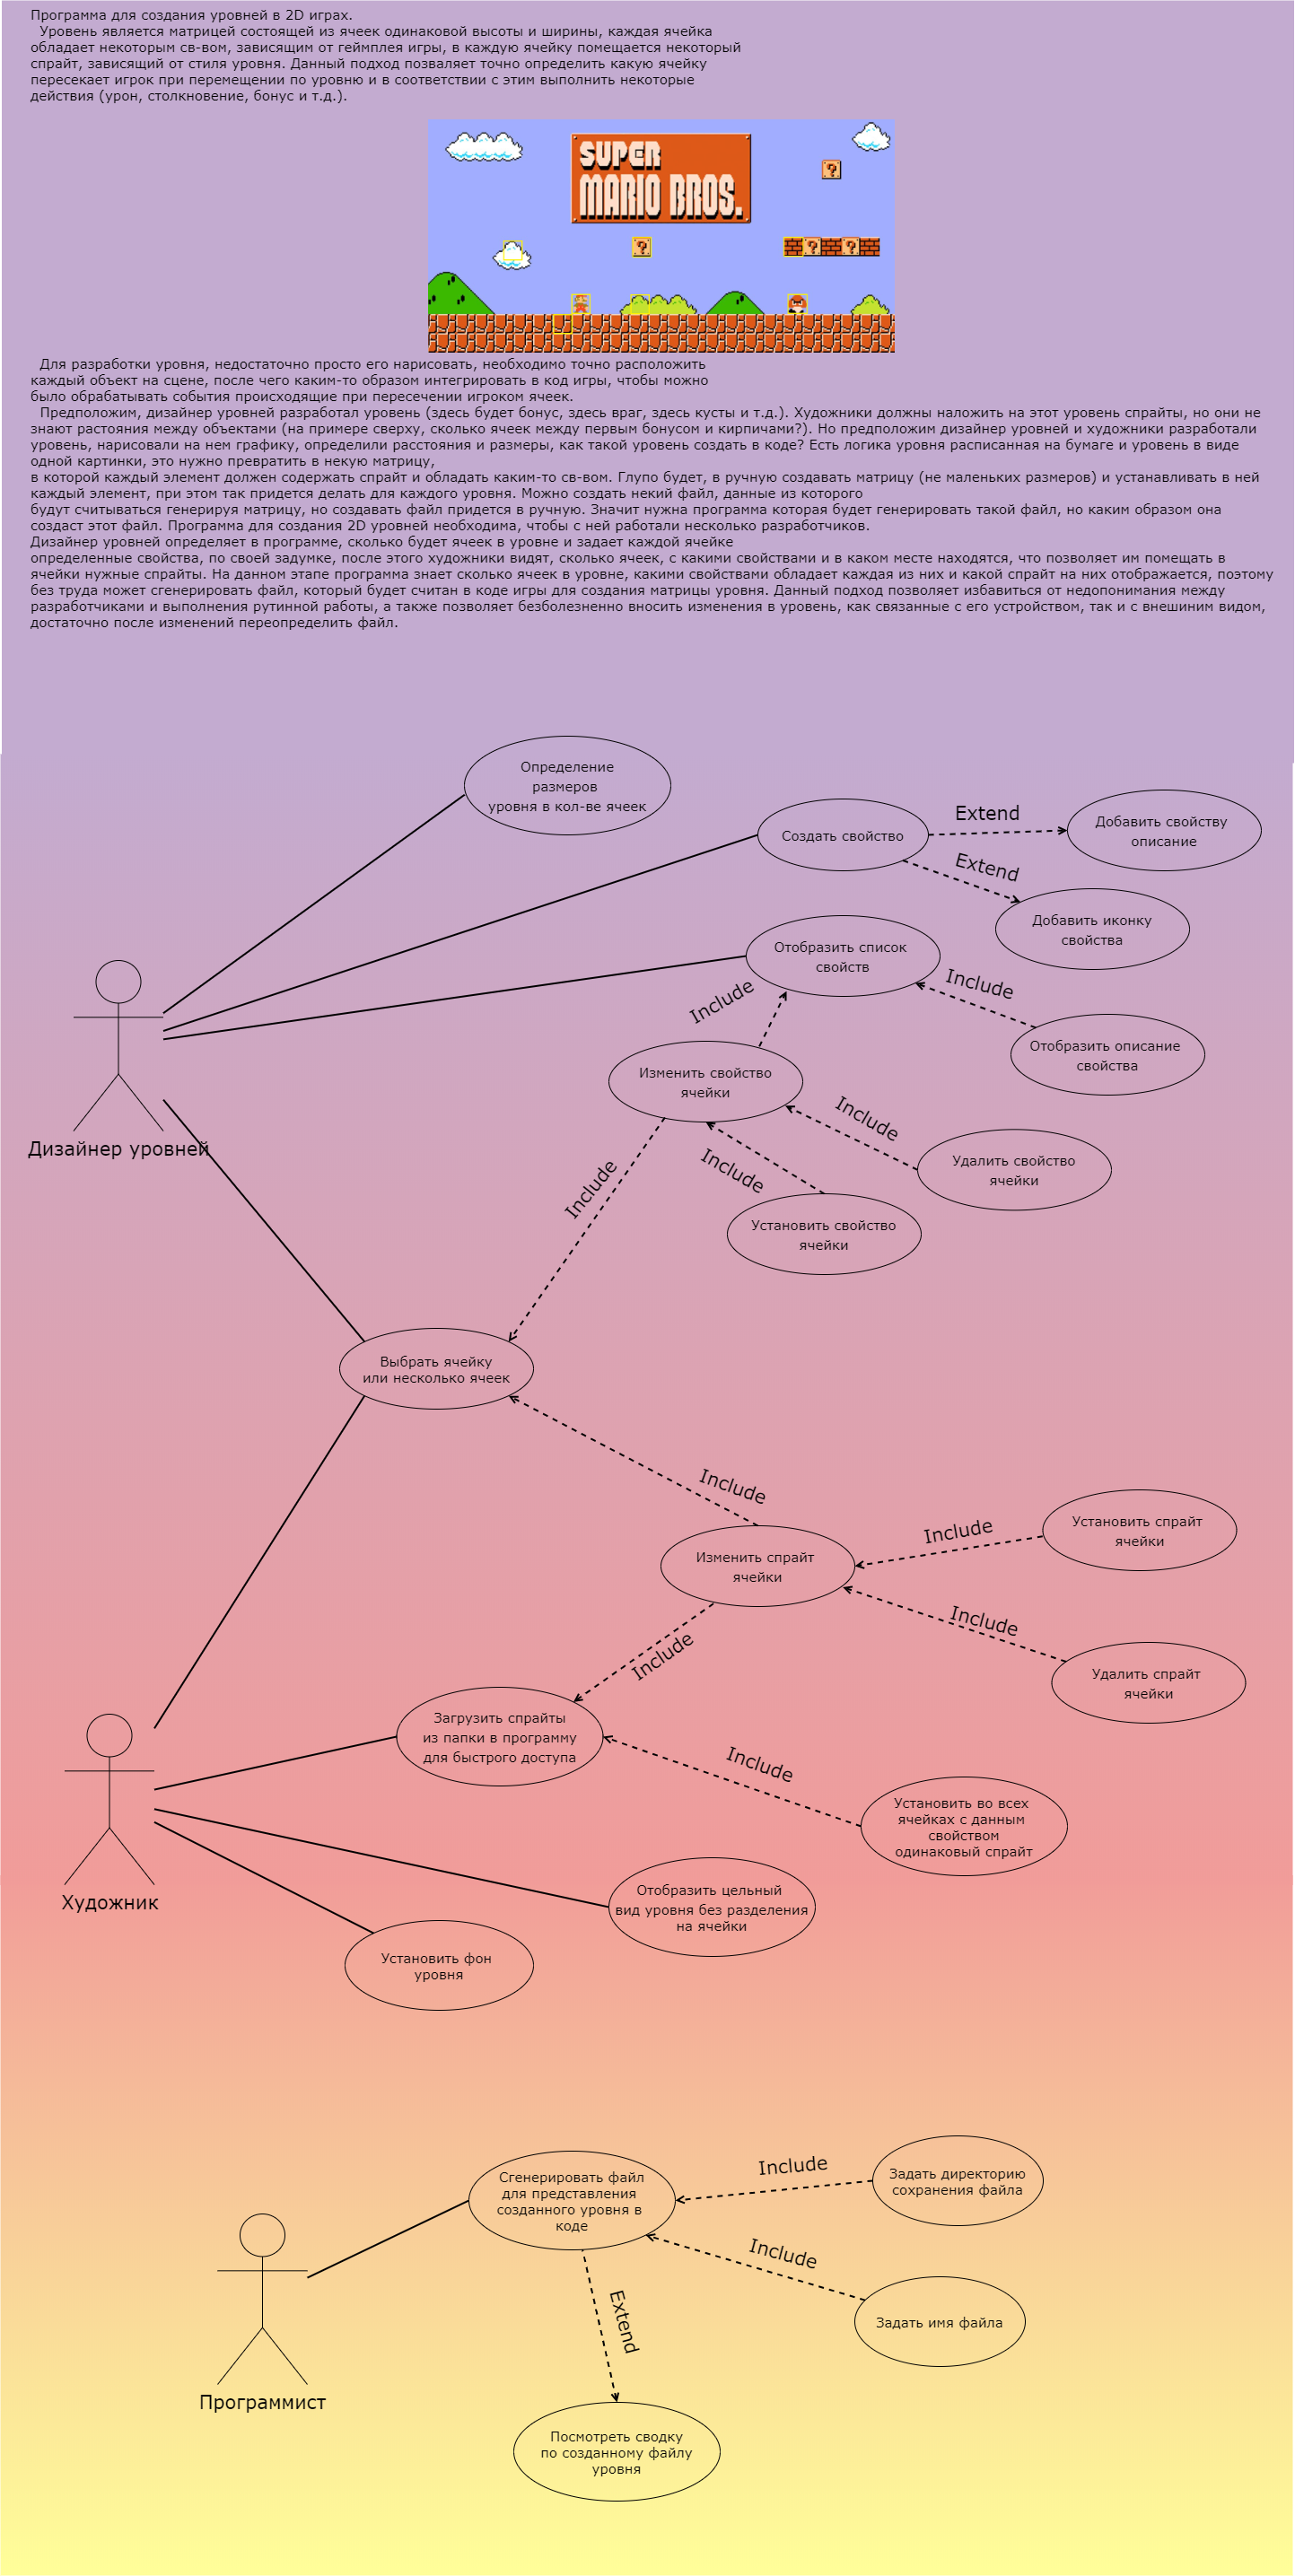 Программа для создания уровней в 2D играх.
Уровень является матрицей состоящей из ячеек одинаковой высоты и ширины, каждая ячейка
обладает некоторым св-вом, зависящим от геймплея игры, в каждую ячейку помещается некоторый
спрайт, зависящий от стиля уровня. Данный подход позваляет точно определить какую ячейку
пересекает игрок при перемещении по уровню и в соответствии с этим выполнить некоторые
действия (урон, столкновение, бонус и т.д.).
SUPER
MARIO BROS.
?
?
?
?
Для разработки уровня, недостаточно просто его нарисовать, необходимо точно расположить
каждый объект на сцене, после чего каким-то образом интегрировать в код игры, чтобы можно
было обрабатывать события происходящие при пересечении игроком ячеек.
Предположим, дизайнер уровней разработал уровень (здесь будет бонус, здесь враг, здесь кусты и т.д.). Художники должны наложить на этот уровень спрайты, но они не
знают растояния между объектами (на примере сверху, сколько ячеек между первым бонусом и кирпичами?). Но предположим дизайнер уровней и художники разработали
уровень, нарисовали на нем графику, определили расстояния и размеры, как такой уровень создать в коде? Есть логика уровня расписанная на бумаге и уровень в виде
одной картинки, это нужно превратить в некую матрицу,
в которой каждый элемент должен содержать спрайт и обладать каким-то св-вом. Глупо будет, в ручную создавать матрицу (не маленьких размеров) и устанавливать в ней
каждый элемент, при этом так придется делать для каждого уровня. Можно создать некий файл, данные из которого
будут считываться генерируя матрицу, но создавать файл придется в ручную. Значит нужна программа которая будет генерировать такой файл, но каким образом она
создаст этот файл. Программа для создания 2D уровней необходима, чтобы с ней работали несколько разработчиков.
Дизайнер уровней определяет в программе, сколько будет ячеек в уровне и задает каждой ячейке
определенные свойства, по своей задумке, после этого художники видят, сколько ячеек, с какими свойствами и в каком месте находятся, что позволяет им помещать в
ячейки нужные спрайты. На данном этапе программа знает сколько ячеек в уровне, какими свойствами обладает каждая из них и какой спрайт на них отображается, поэтому
без труда может сгенерировать файл, который будет считан в коде игры для создания матрицы уровня. Данный подход позволяет избавиться от недопонимания между
разработчиками и выполнения рутинной работы, а также позволяет безболезненно вносить изменения в уровень, как связанные с его устройством, так и с внешиним видом,
достаточно после изменений переопределить файл.
Определение
размеров
уровня в кол-ве ячеек
Создать свойство
Extend
Добавить свойству
описание
Extend
Добавить иконку
свойства
Отобразить список
свойств
Include
Include
Отобразить описание
свойства
Изменить свойство
ячейки
Include
Дизайнер уровней
Include
Include
Удалить свойство
ячейки
Установить свойство
ячейки
Выбрать ячейку
или несколько ячеек
Include
Изменить спрайт
ячейки
Include
Установить спрайт
ячейки
Include
Include
Удалить спрайт
ячейки
Загрузить спрайты
из папки в программу
для быстрого доступа
Include
Установить во всех
ячейках с данным
свойством
одинаковый спрайт
Художник
Отобразить цельный
вид уровня без разделения
на ячейки
Установить фон
уровня
Сгенерировать файл
для представления
созданного уровня в
коде
Include
Задать директорию
сохранения файла
Include
Extend
Задать имя файла
Программист
Посмотреть сводку
по созданному файлу
уровня